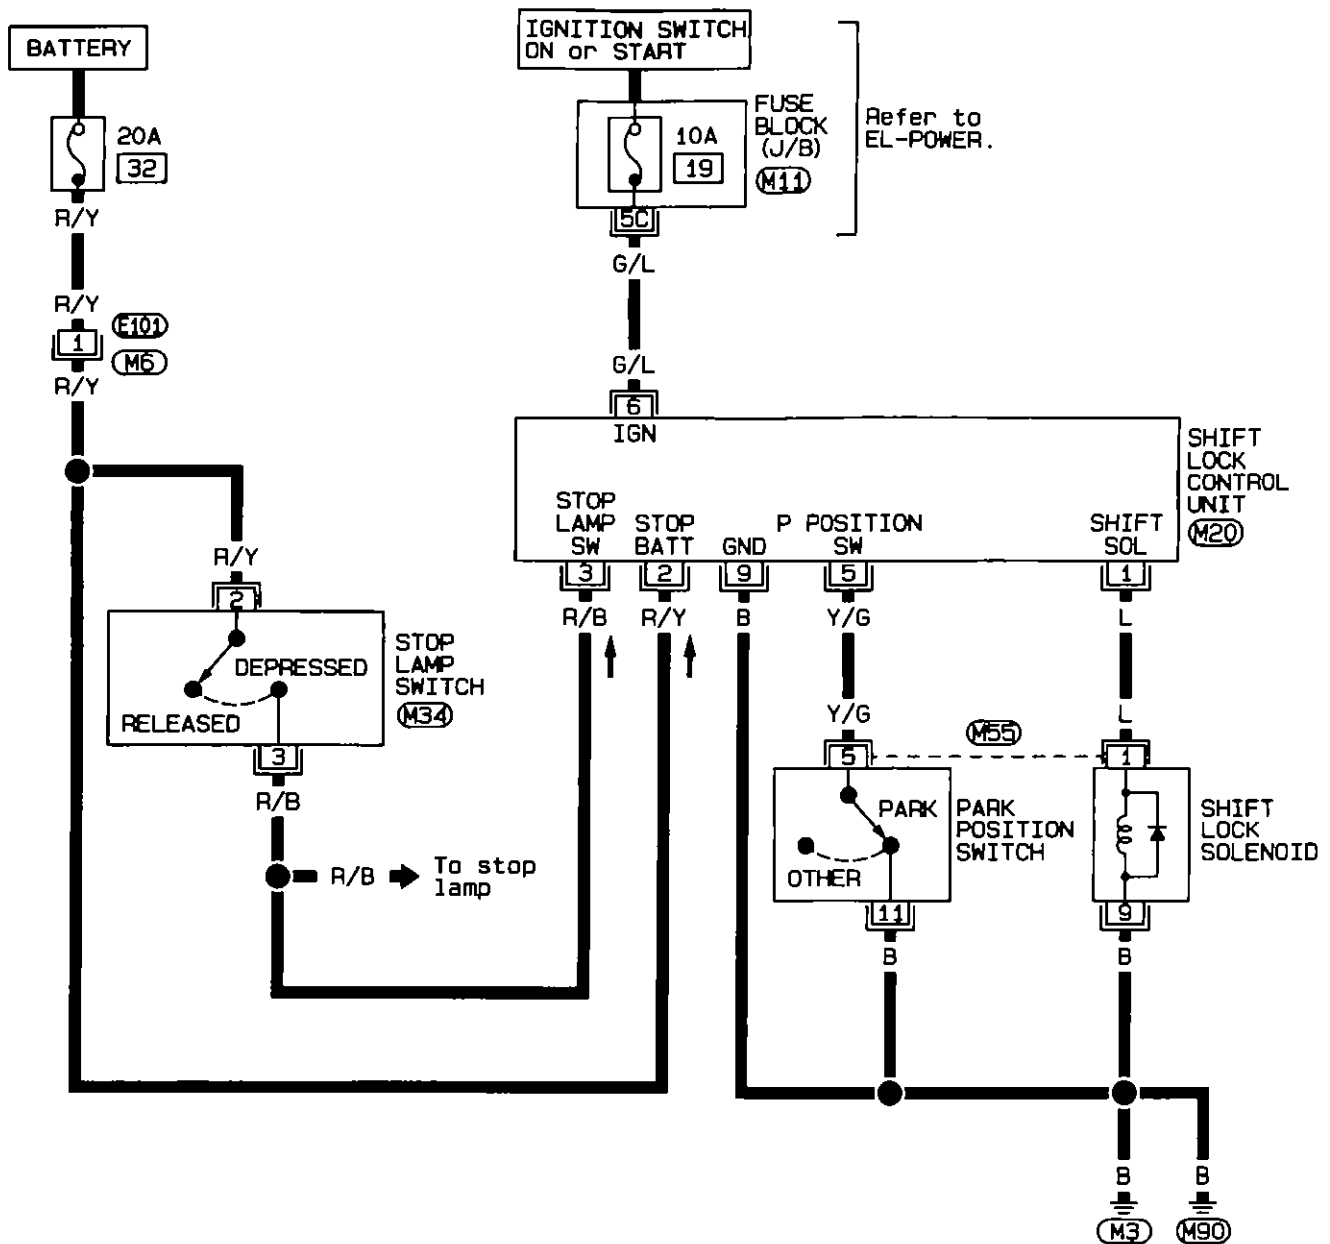 BATTERY
20A
32
R/Y
R/Y
1
E101
M6
R/Y
IGNITION SWITCH
ON or START
10A
19
FUSE
BLOCK
(J/B)
M11
Refer to
EL-POWER.
5C
G/L
G/L
6
IGN
STOP
LAMP
SW
STOP
BATT
GND
P POSITION
SW
SHIFT
SOL
SHIFT
LOCK
CONTROL
UNIT
M20
3
2
9
5
1
R/B
R/Y
B
Y/G
L
R/Y
2
DEPRESSED
RELEASED
STOP
LAMP
SWITCH
M34
3
R/B
R/B
To stop
lamp
Y/G
M55
L
5
1
PARK
OTHER
PARK
POSITION
SWITCH
SHIFT
LOCK
SOLENOID
11
9
B
B
B
B
M3
M90